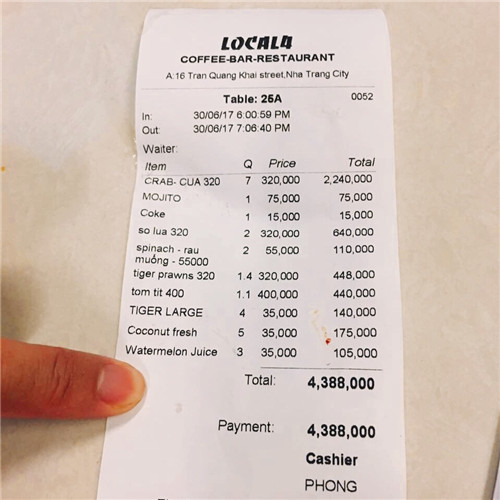 LOCAL4
COFFEE-BAR-RESTAURANT
A:16 Tran Quang Khai street,Nha Trang City
Table: 25A 0052
In: 30/06/17 6:00:59 PM
Out: 30/06/17 7:06:40 PM
Waiter:
Item Q Price Total
CRAB- CUA 320 7 320,000 2,240,000
MOJITO 1 75,000 75,000
Coke 1 15,000 15,000
so lua 320 2 320,000 640,000
spinach - rau 2 55,000 110,000
muống - 55000
tiger prawns 320 1.4 320,000 448,000
tom tit 400 1.1 400,000 440,000
TIGER LARGE 4 35,000 140,000
Coconut fresh 5 35,000 175,000
Watermelon Juice 3 35,000 105,000
Total: 4,388,000
Payment: 4,388,000
Cashier
PHONG